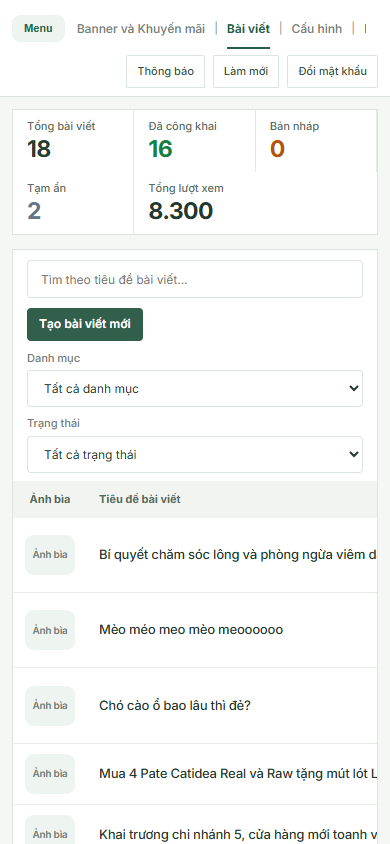 Menu
Banner và Khuyến mãi
Bài viết
Cấu hình
Thông báo
Làm mới
Đổi mật khẩu
Tổng bài viết
18
Đã công khai
16
Bản nháp
0
Tạm ẩn
2
Tổng lượt xem
8.300
Tìm theo tiêu đề bài viết...
Tạo bài viết mới
Danh mục
Tất cả danh mục
Trạng thái
Tất cả trạng thái
Ảnh bìa
Tiêu đề bài viết
Ảnh bìa
Bí quyết chăm sóc lông và phòng ngừa viêm d
Ảnh bìa
Mèo méo meo mèo meoooooo
Ảnh bìa
Chó cào ổ bao lâu thì đẻ?
Ảnh bìa
Mua 4 Pate Catidea Real và Raw tặng mút lót L
Ảnh bìa
Khai trương chi nhánh 5, cửa hàng mới toanh v